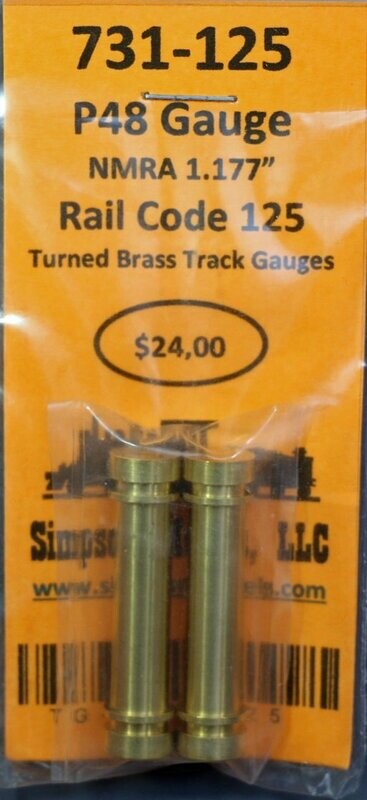 731-125
P48 Gauge
NMRA 1.177”
Rail Code 125
Turned Brass Track Gauges
$24,00
LLC